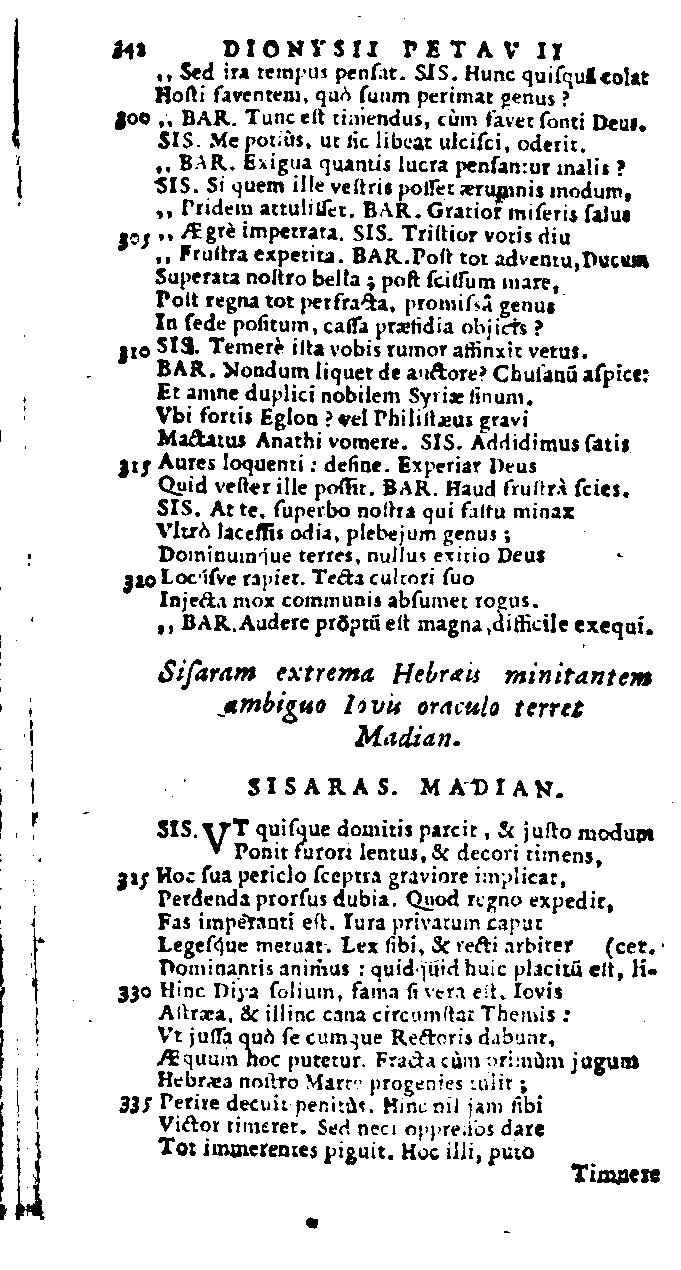 342 DIONYSII PETAVII
,, Sed ira tempus penſat. SIS. Hunc quiſquā colat
Hoſti faventem, quò ſuum perimat genus ?
300 ,, BAR. Tunc eſt timendus, cùm favet ſonti Deus.
SIS. Me potiùs, ut ſic libeat ulciſci, oderit.
,, BAR. Exigua quantis lucra penſantur malis ?
SIS. Si quem ille veſtris poſſet ærumnis modum,
,, Pridem attuliſſet. BAR. Gratior miſeris ſalus
305 ,, Ægrè impetrata. SIS. Triſtior votis diu
,, Fruſtra expetita. BAR. Poſt tot adventu, Ducum
Superata noſtro bella ; poſt ſciſſum mare,
Poſt regna tot perfracta, promiſsâ genus
In ſede poſitum, caſſa præſidia objicis ?
310 SIS. Temerè iſta vobis rumor affinxit vetus.
BAR. Nondum liquet de auctore? Chuſanū aſpice:
Et amne duplici nobilem Syriæ ſinum.
Vbi fortis Eglon ? vel Philiſtæus gravi
Mactatus Anathi vomere. SIS. Addidimus ſatis
315 Aures loquenti : deſine. Experiar Deus
Quid veſter ille poſſit. BAR. Haud fruſtrà ſcies.
SIS. At te, ſuperbo noſtra qui faſtu minax
Vltrò laceſſis odia, plebejum genus ;
Dominumque terres, nullus exitio Deus
320 Locúſve rapiet. Tecta cultori ſuo
Injecta mox communis abſumet rogus.
,, BAR. Audere prõptū eſt magna, difficile exequi.
Siſaram extrema Hebræis minitantem
ambiguo Iovis oraculo terret
Madian.
SISARAS. MADIAN.
SIS. VT quiſque domitis parcit, & juſto modum
Ponit furori lentus, & decori timens,
325 Hoc ſua periclo ſceptra graviore implicat,
Perdenda prorſus dubia. Quod regno expedit,
Fas imperanti eſt. Iura privatum caput
Legeſque metuat. Lex ſibi, & recti arbiter (cet.
Dominantis animus : quidquid huic placitū eſt, li-
330 Hinc Diva ſolium, fama ſi vera eſt, Iovis
Aſtræa, & illinc cana circumſtat Themis :
Vt juſſa quò ſe cumque Rectoris dabunt,
Æquum hoc putetur. Fracta cùm primùm jugum
Hebræa noſtro Marte progenies tulit ;
335 Perire decuit penitùs. Hinc nil jam ſibi
Victor timeret. Sed neci oppreſſos dare
Tot immerentes piguit. Hoc illi, puto
Timnere